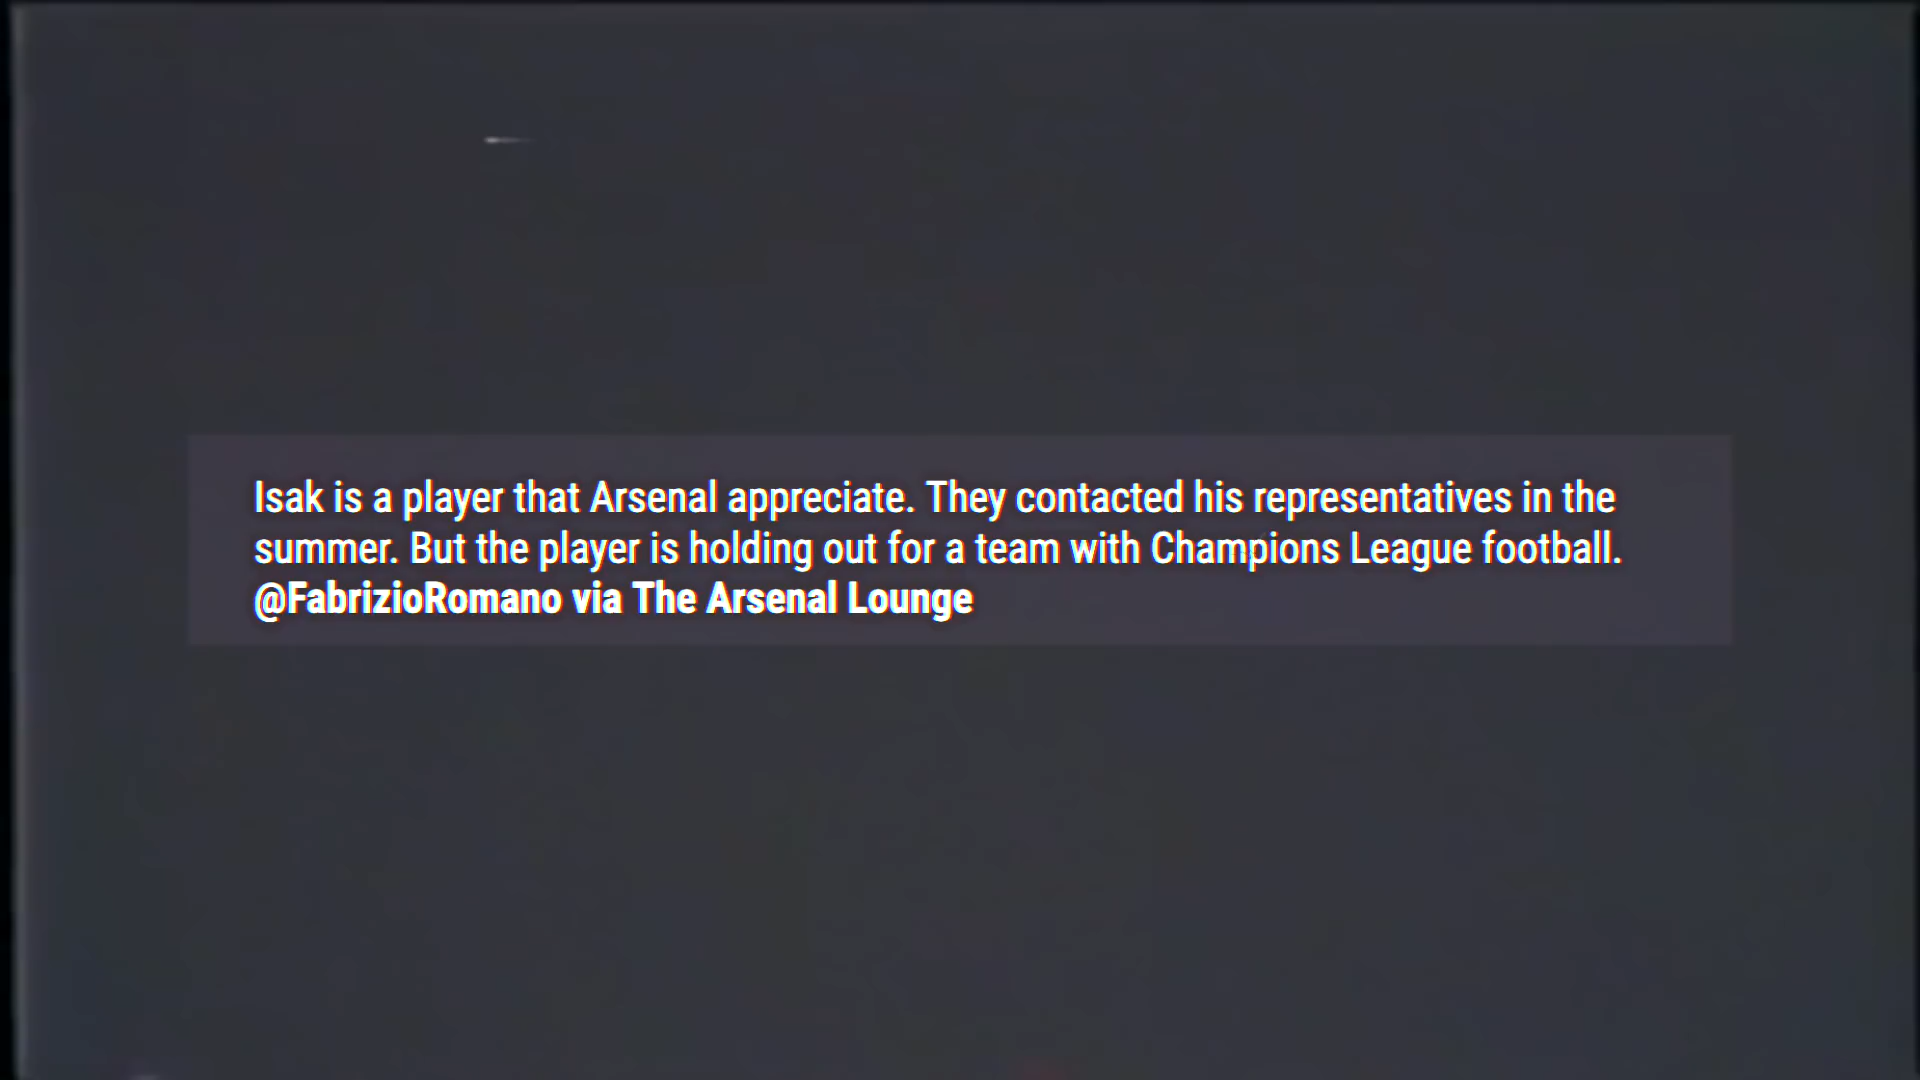 Isak is a player that Arsenal appreciate. They contacted his representatives in the
summer. But the player is holding out for a team with Champions League football.
@FabrizioRomano via The Arsenal Lounge